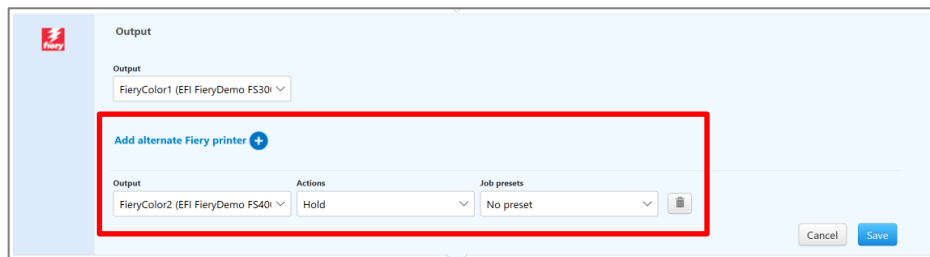 fiery
Output
Output
FieryColor1 (EFI FieryDemo FS30
Add alternate Fiery printer
Output Actions Job presets
FieryColor2 (EFI FieryDemo FS40 Hold No preset
Cancel Save